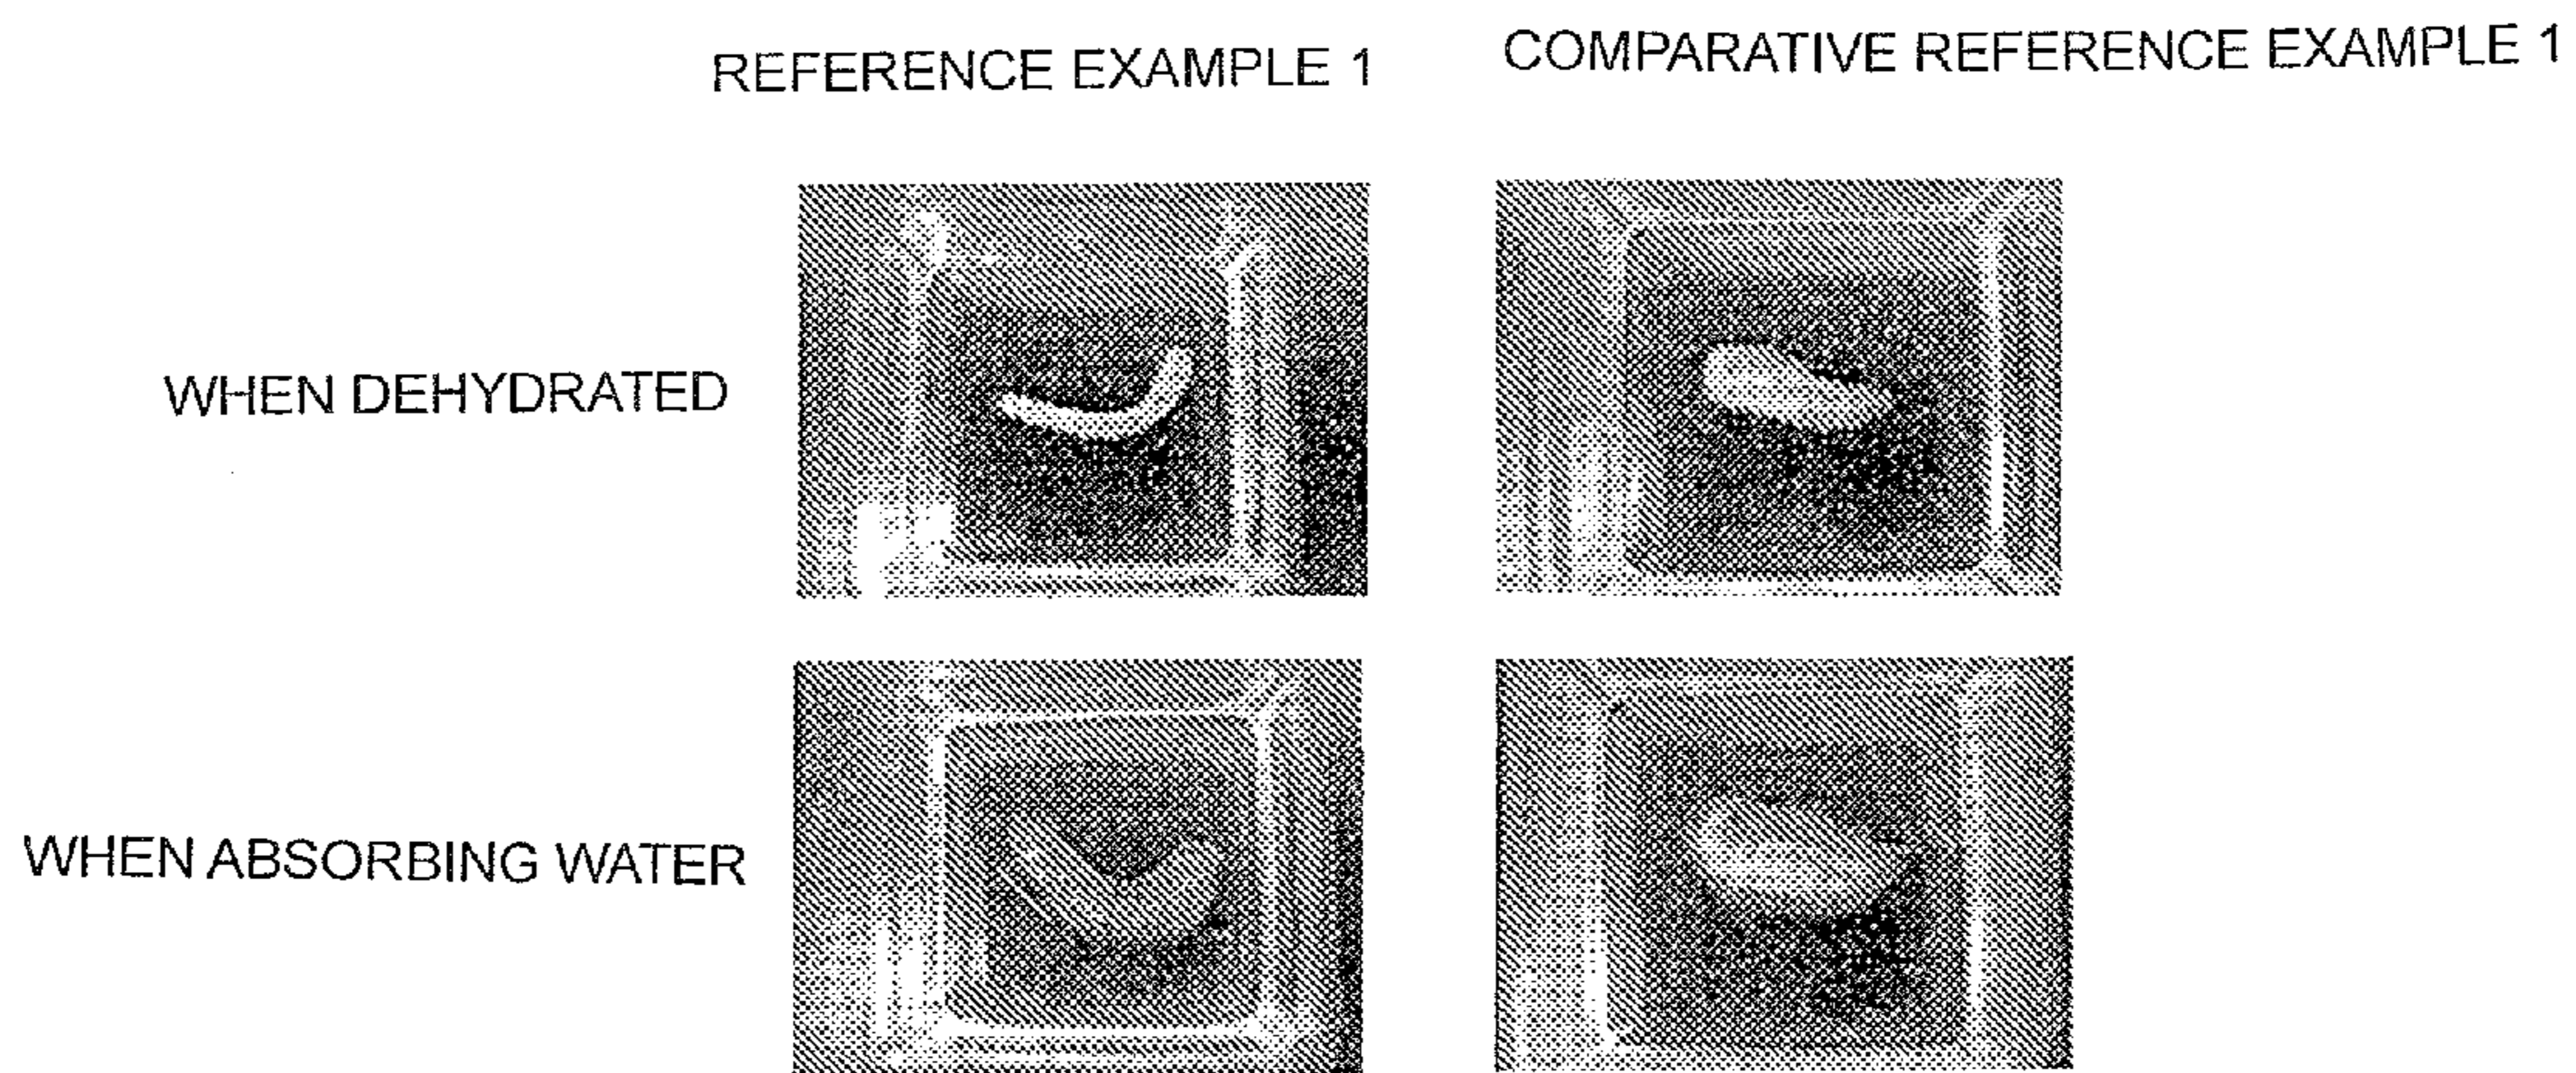 REFERENCE EXAMPLE 1
COMPARATIVE REFERENCE EXAMPLE 1
WHEN DEHYDRATED
WHEN ABSORBING WATER